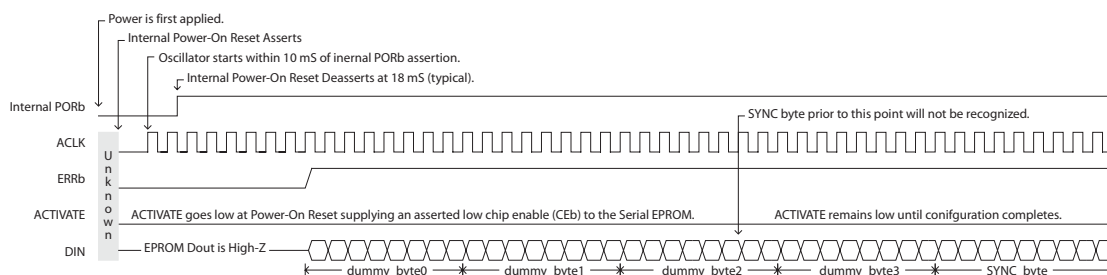 Power is first applied.
Internal Power-On Reset Asserts
Oscillator starts within 10 mS of inernal PORb assertion.
Internal Power-On Reset Deasserts at 18 mS (typical).
Internal PORb
SYNC byte prior to this point will not be recognized.
ACLK
Unknown
ERRb
ACTIVATE
ACTIVATE goes low at Power-On Reset supplying an asserted low chip enable (CEb) to the Serial EPROM.
ACTIVATE remains low until conifguration completes.
DIN
EPROM Dout is High-Z
dummy byte0
dummy byte1
dummy byte2
dummy byte3
SYNC byte